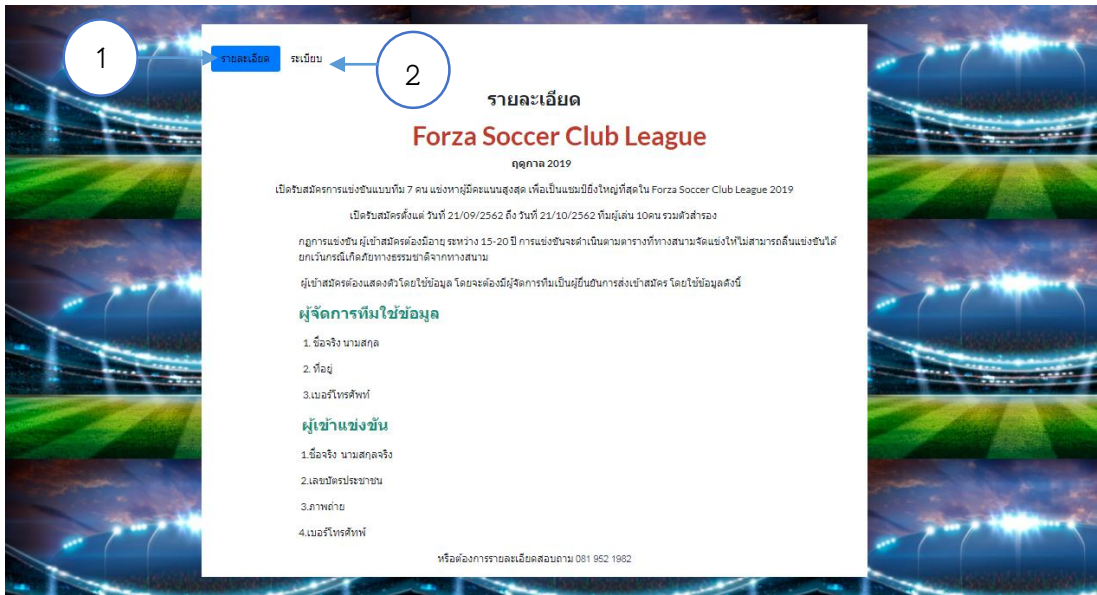 1
รายละเอียด ระเบียบ
2
รายละเอียด
Forza Soccer Club League
ฤดูกาล 2019
เปิดรับสมัครการแข่งขันแบบทีม 7 คน แข่งหาผู้มีคะแนนสูงสุด เพื่อเป็นแชมป์ยิ่งใหญ่ที่สุดใน Forza Soccer Club League 2019
เปิดรับสมัครตั้งแต่ วันที่ 21/09/2562 ถึง วันที่ 21/10/2562 ทีมผู้เล่น 10คน รวมตัวสำรอง
กฏการแข่งขัน ผู้เข้าสมัครต้องมีอายุ ระหว่าง 15-20 ปี การแข่งขันจะดำเนินตามตารางที่ทางสนามจัดแข่งให้ไม่สามารถลื่นแข่งขันได้
ยกเว้นกรณีเกิดภัยทางธรรมชาติจากทางสนาม
ผู้เข้าสมัครต้องแสดงตัวโดยใช้ข้อมูล โดยจะต้องมีผู้จัดการทีมเป็นผู้ยื่นยันการส่งเข้าสมัคร โดยใช้ข้อมูลดังนี้
ผู้จัดการทีมใช้ข้อมูล
1. ชื่อจริง นามสกุล
2. ที่อยู่
3.เบอร์โทรศัพท์
ผู้เข้าแข่งขัน
1.ชื่อจริง นามสกุลจริง
2.เลขบัตรประชาชน
3.ภาพถ่าย
4.เบอร์โทรศัทพ์
หรือต้องการรายละเอียดสอบถาม 081 952 1982